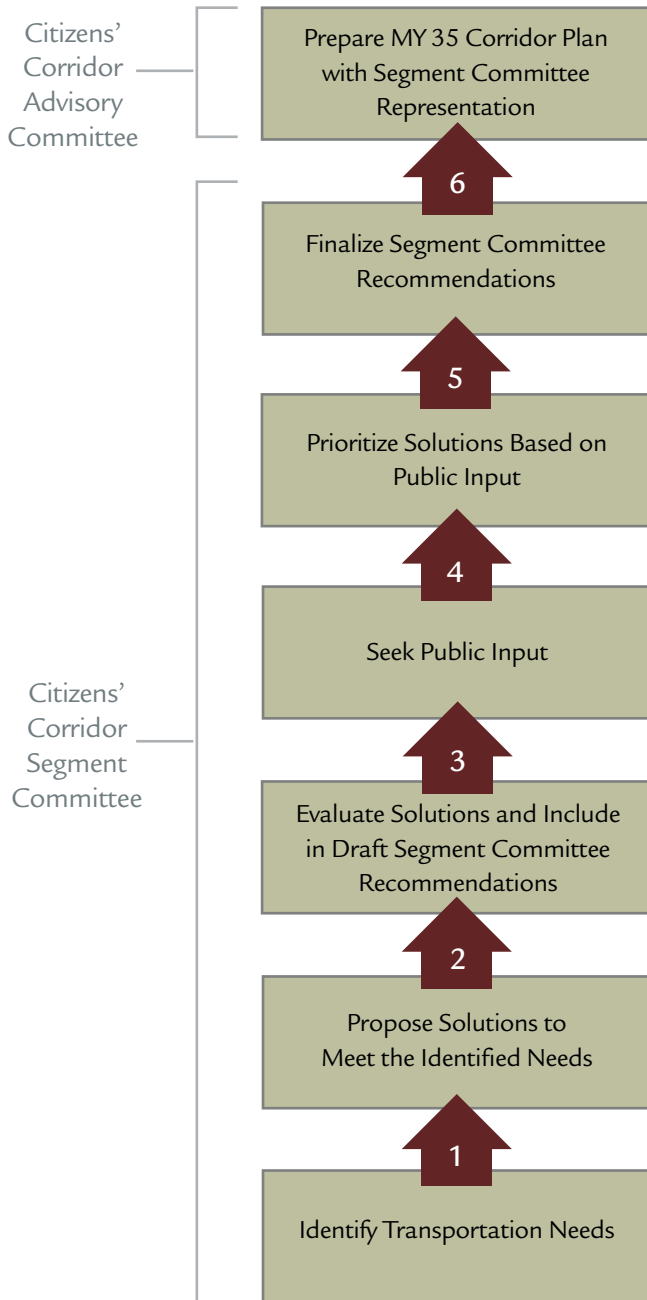 Citizens’
Corridor
Advisory
Committee
Prepare MY 35 Corridor Plan
with Segment Committee
Representation
6
Finalize Segment Committee
Recommendations
5
Prioritize Solutions Based on
Public Input
4
Seek Public Input
Citizens’
Corridor
Segment
Committee
3
Evaluate Solutions and Include
in Draft Segment Committee
Recommendations
2
Propose Solutions to
Meet the Identified Needs
1
Identify Transportation Needs